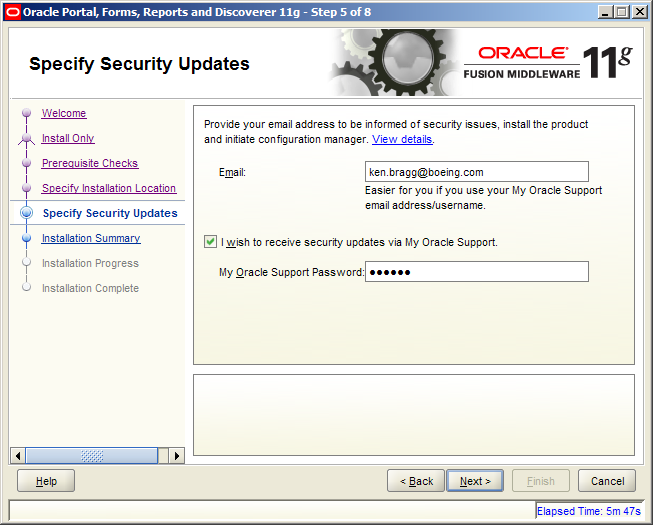 Oracle Portal, Forms, Reports and Discoverer 11g - Step 5 of 8
Specify Security Updates
ORACLE
FUSION MIDDLEWARE
11g
Welcome
Install Only
Prerequisite Checks
Specify Installation Location
Specify Security Updates
Installation Summary
Installation Progress
Installation Complete
Provide your email address to be informed of security issues, install the product
and initiate configuration manager. View details.
Email:
ken.bragg@boeing.com
Easier for you if you use your My Oracle Support
email address/username.
I wish to receive security updates via My Oracle Support.
My Oracle Support Password:
●●●●●●
Help
< Back
Next >
Finish
Cancel
Elapsed Time: 5m 47s